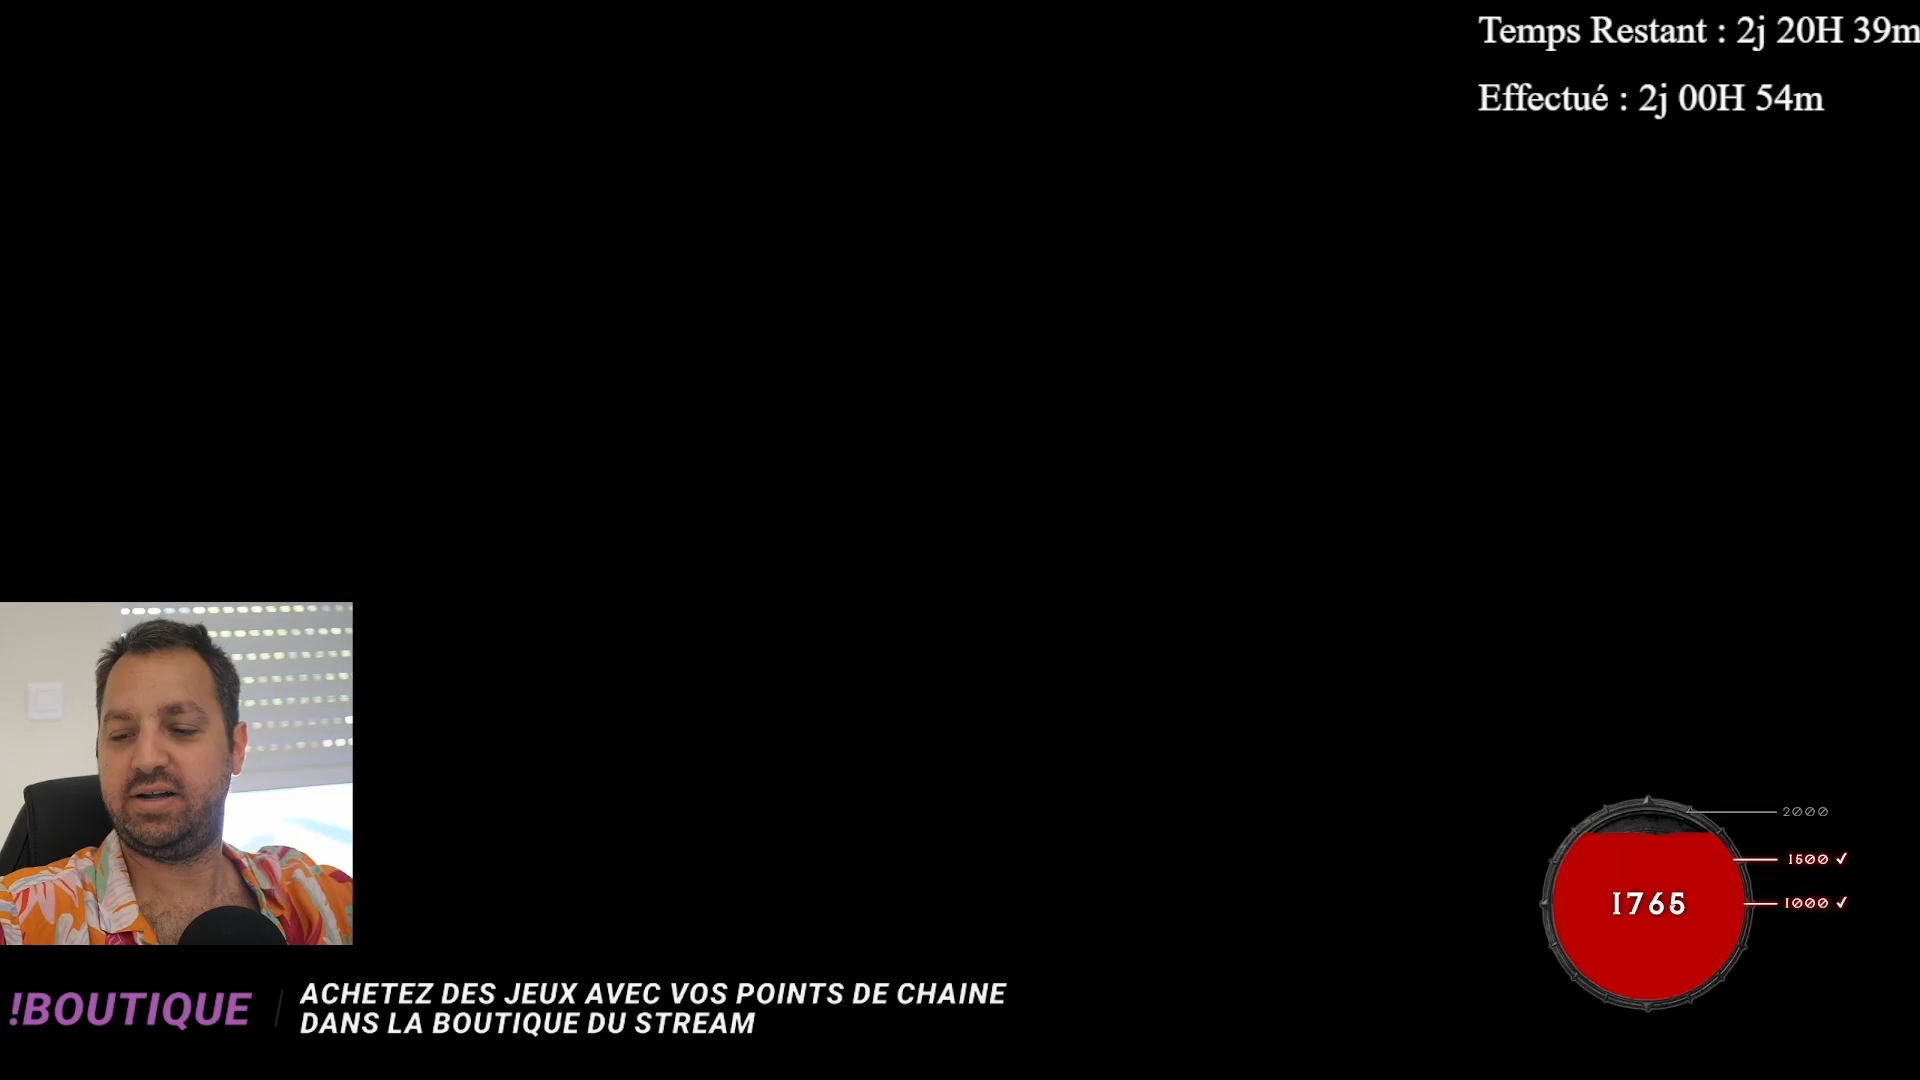 Temps Restant : 2j 20H 39m
Effectué : 2j 00H 54m
2000
1500 ✓
1765
1000 ✓
!BOUTIQUE
ACHETEZ DES JEUX AVEC VOS POINTS DE CHAINE
DANS LA BOUTIQUE DU STREAM